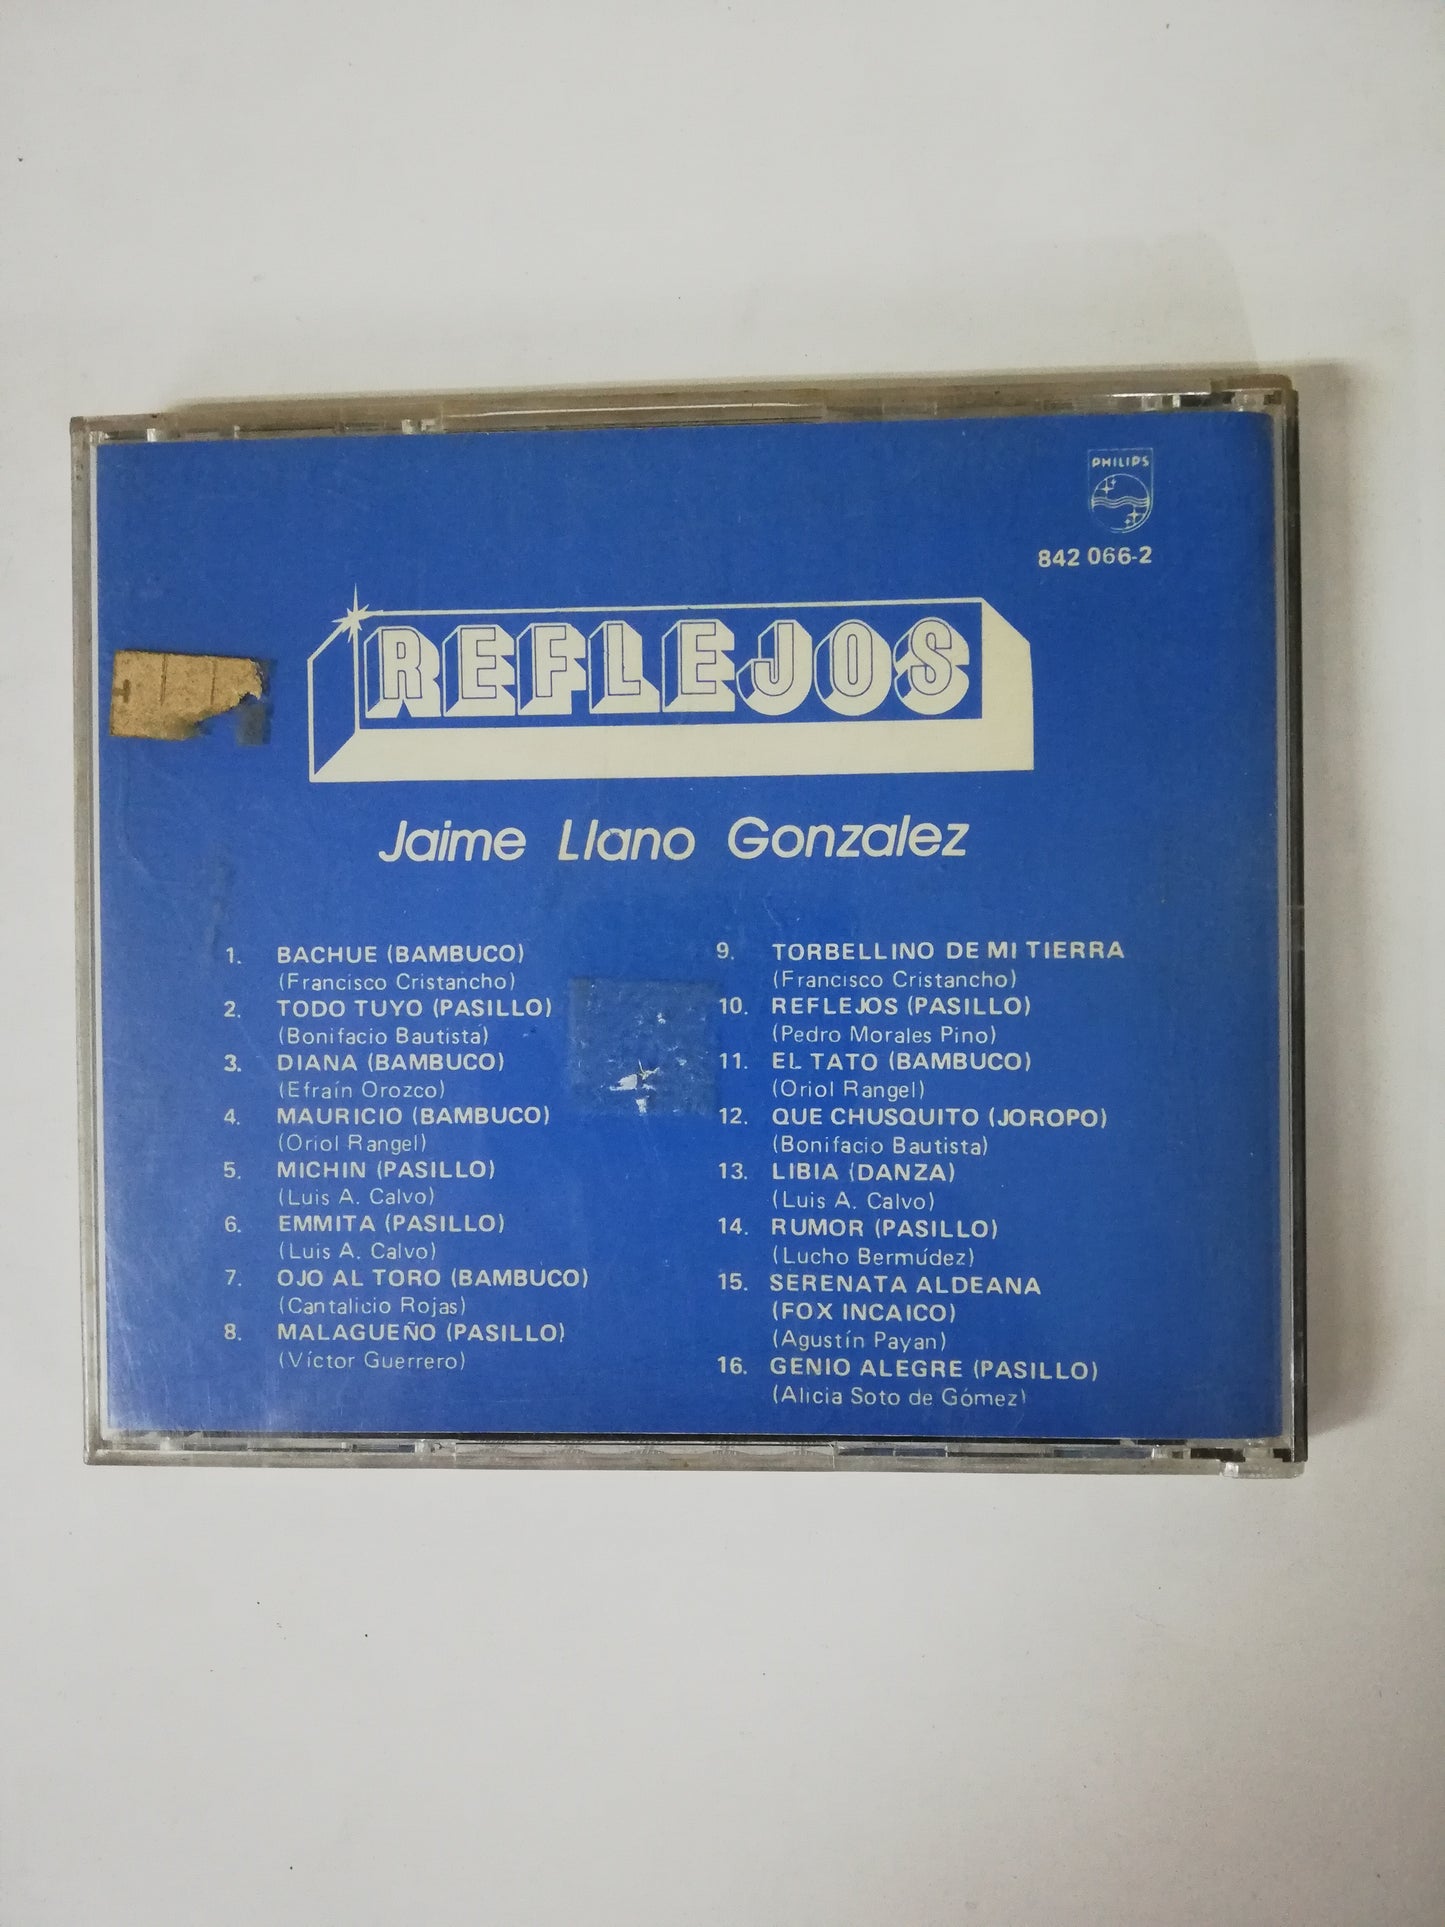 PHILIPS
842 066-2
REFLEJOS
Jaime Llano Gonzalez
1. BACHUE (BAMBUCO)
(Francisco Cristancho)
2. TODO TUYO (PASILLO)
(Bonifacio Bautista)
3. DIANA (BAMBUCO)
(Efraín Orozco)
4. MAURICIO (BAMBUCO)
(Oriol Rangel)
5. MICHIN (PASILLO)
(Luis A. Calvo)
6. EMMITA (PASILLO)
(Luis A. Calvo)
7. OJO AL TORO (BAMBUCO)
(Cantalicio Rojas)
8. MALAGUEÑO (PASILLO)
(Víctor Guerrero)
9. TORBELLINO DE MI TIERRA
(Francisco Cristancho)
10. REFLEJOS (PASILLO)
(Pedro Morales Pino)
11. EL TATO (BAMBUCO)
(Oriol Rangel)
12. QUE CHUSQUITO (JOROPO)
(Bonifacio Bautista)
13. LIBIA (DANZA)
(Luis A. Calvo)
14. RUMOR (PASILLO)
(Lucho Bermúdez)
15. SERENATA ALDEANA
(FOX INCAICO)
(Agustín Payan)
16. GENIO ALEGRE (PASILLO)
(Alicia Soto de Gómez)